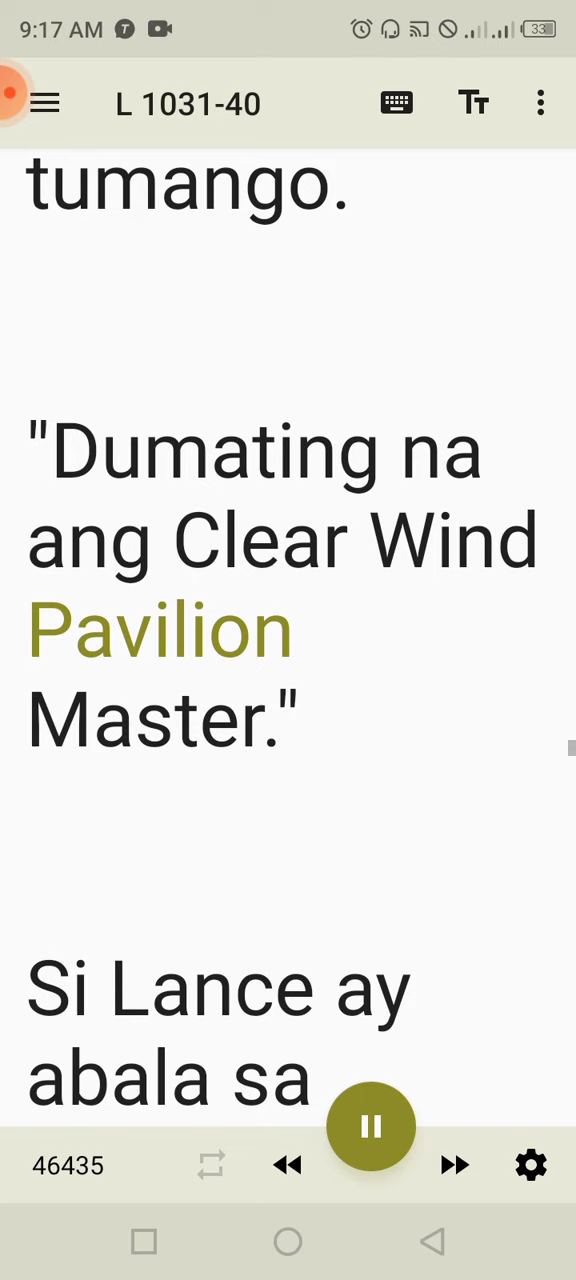 9:17 AM
33
L 1031-40
tumango.
"Dumating na
ang Clear Wind
Pavilion
Master."
Si Lance ay
abala sa
46435